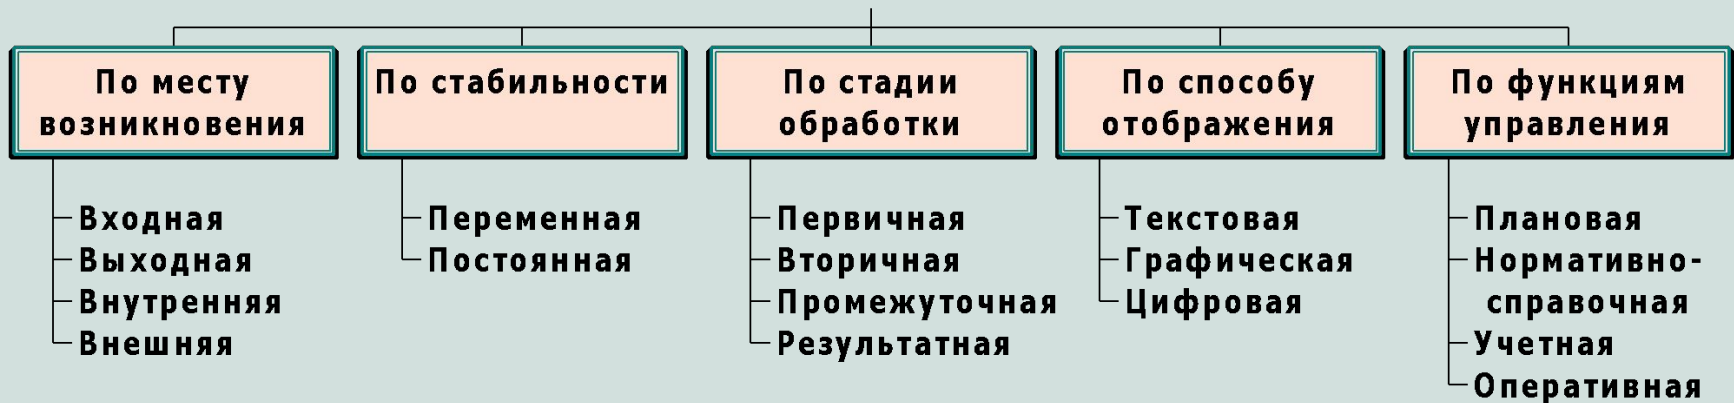 По месту
возникновения
Входная
Выходная
Внутренняя
Внешняя
По стабильности
Переменная
Постоянная
По стадии
обработки
Первичная
Вторичная
Промежуточная
Результатная
По способу
отображения
Текстовая
Графическая
Цифровая
По функциям
управления
Плановая
Нормативно-
справочная
Учетная
Оперативная